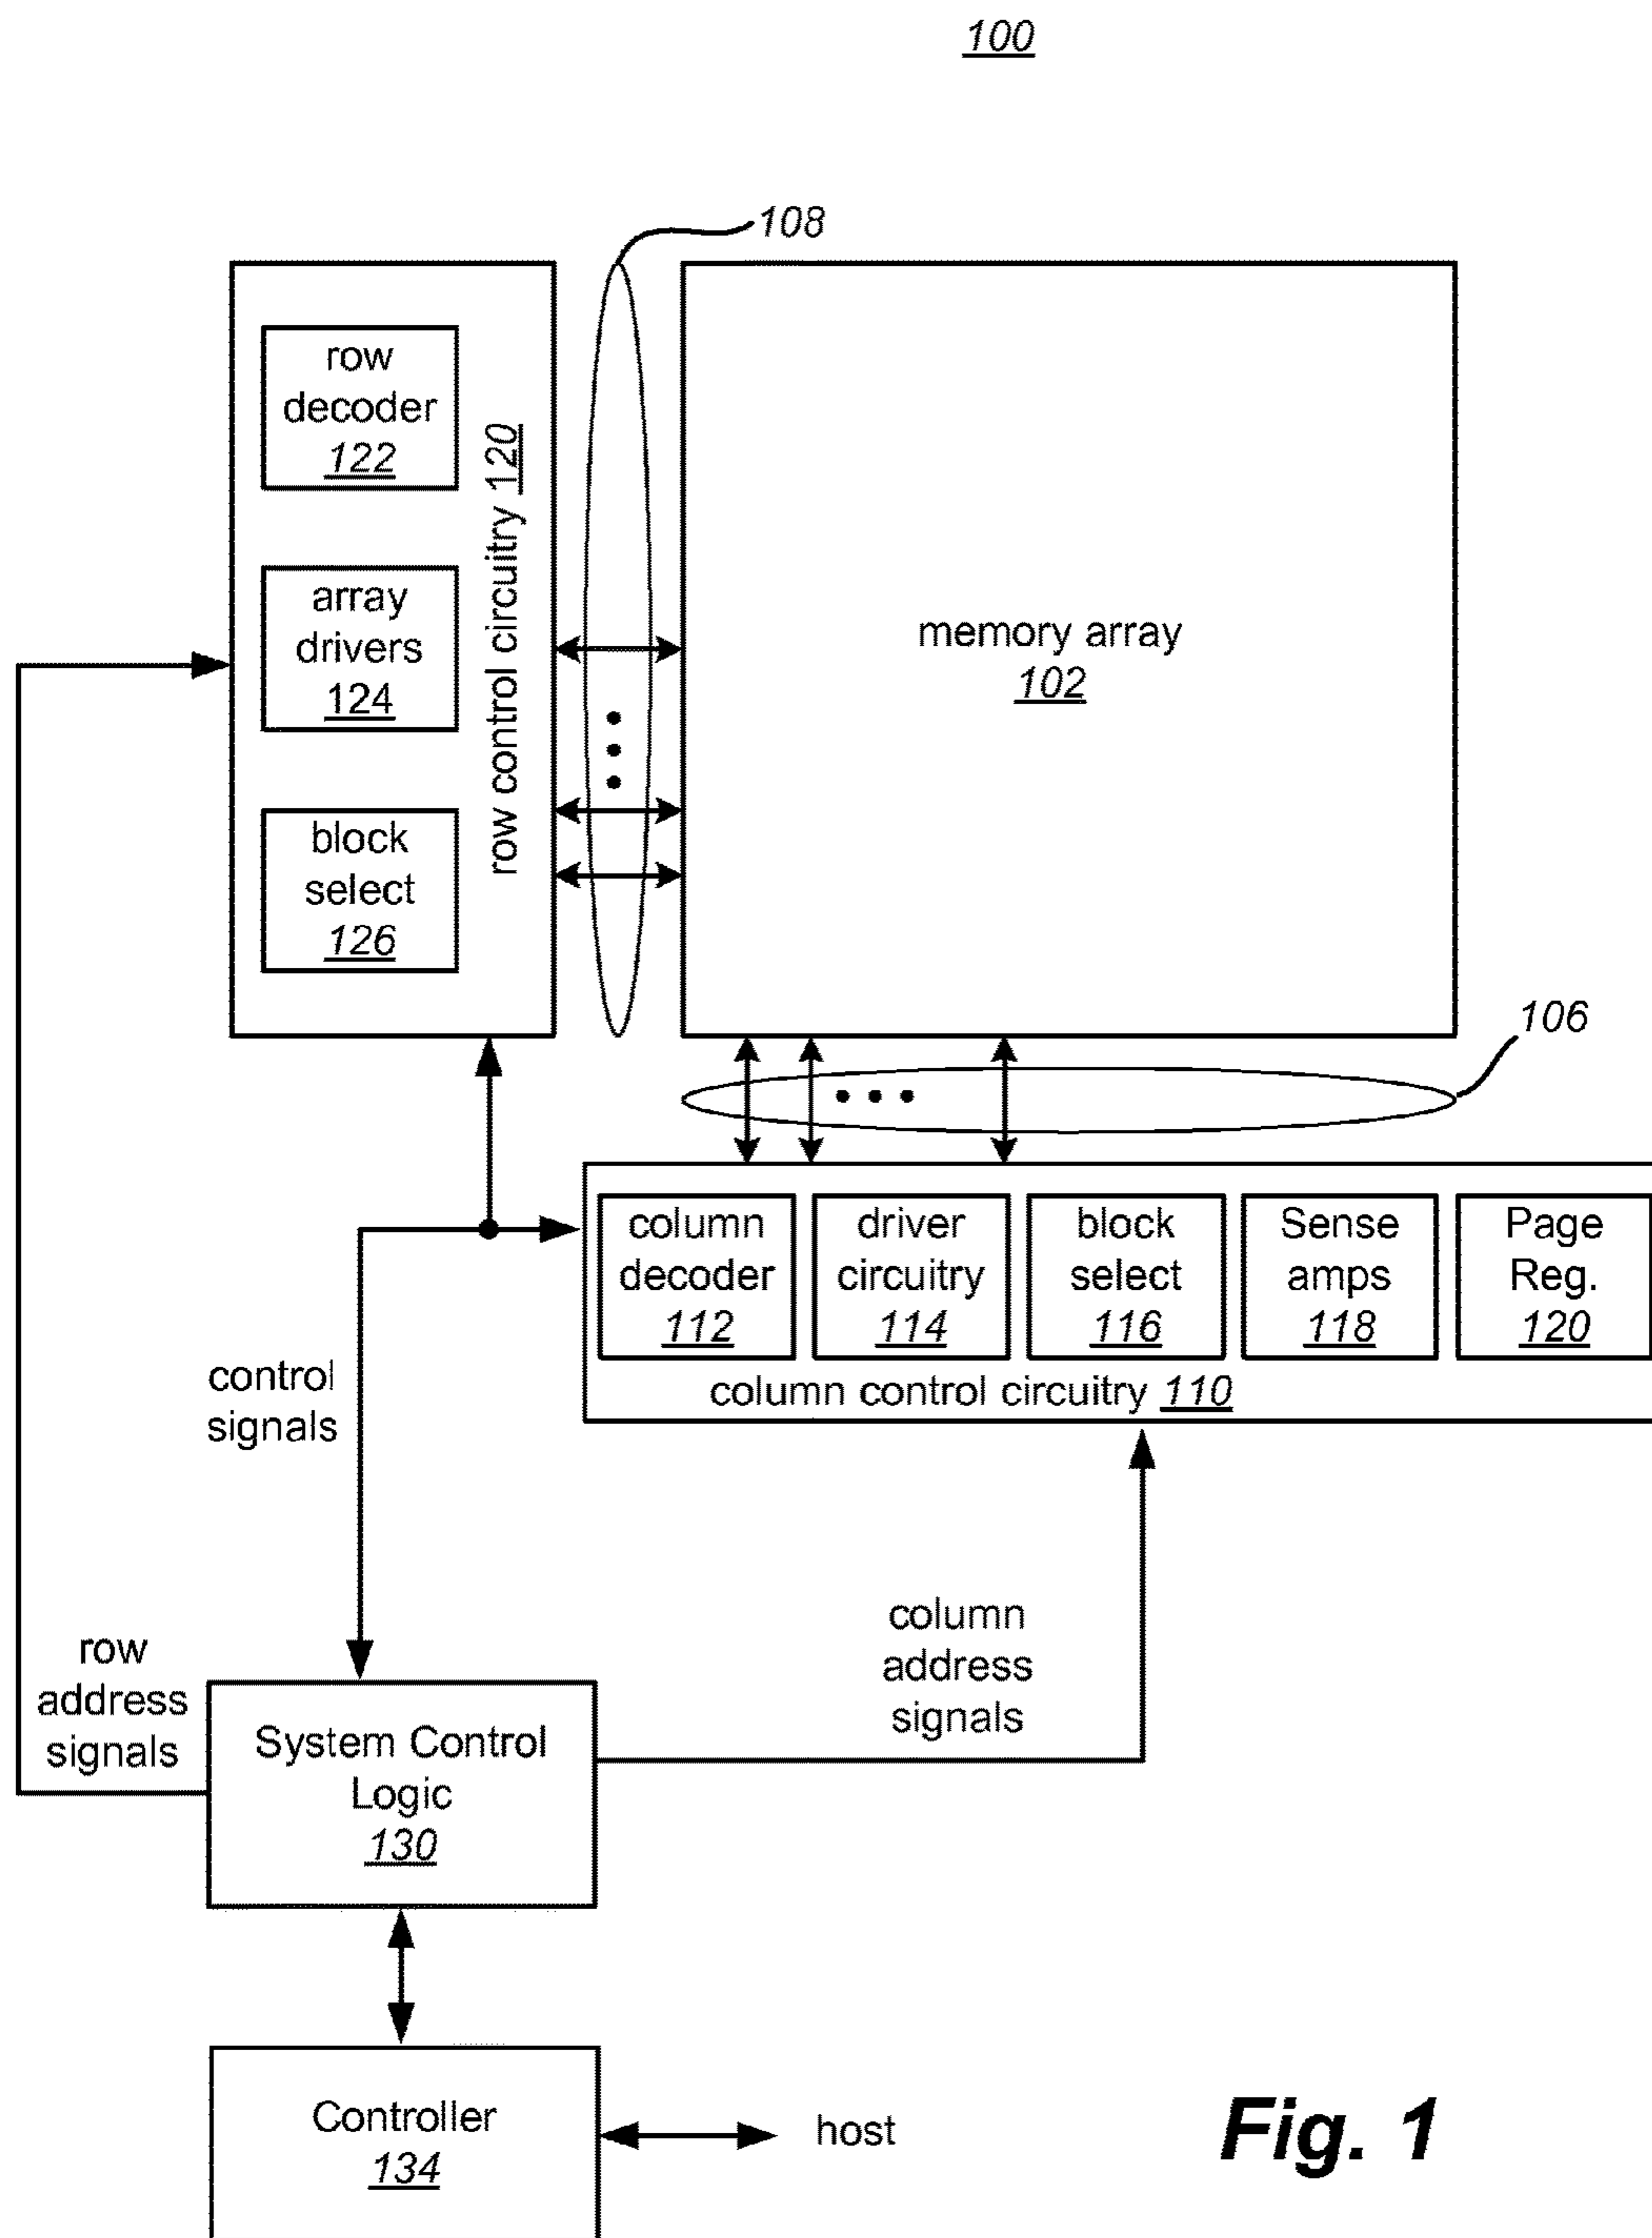 100
108
row
decoder
122
array
drivers
124
block
select
126
row control circuitry 120
memory array
102
106
column
decoder
112
driver
circuitry
114
block
select
116
Sense
amps
118
Page
Reg.
120
column control circuitry 110
control
signals
column
address
signals
row
address
signals
System Control
Logic
130
Controller
134
host
Fig. 1